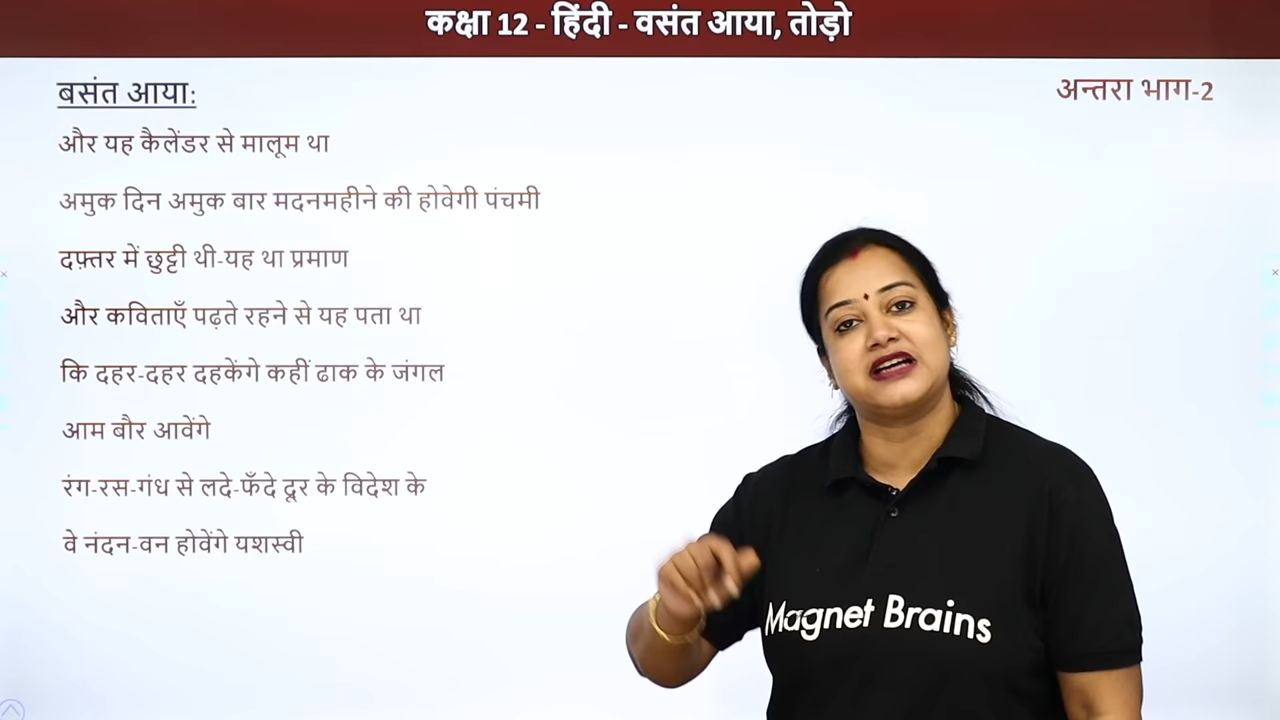 कक्षा 12 - हिंदी - वसंत आया, तोड़ो
बसंत आया:
अन्तरा भाग-2
और यह कैलेंडर से मालूम था
अमुक दिन अमुक बार मदनमहीने की होवेगी पंचमी
दफ़्तर में छुट्टी थी-यह था प्रमाण
और कविताएँ पढ़ते रहने से यह पता था
कि दहर-दहर दहकेंगे कहीं ढाक के जंगल
आम बौर आवेंगे
रंग-रस-गंध से लदे-फँदे दूर के विदेश के
वे नंदन-वन होवेंगे यशस्वी
Magnet Brains